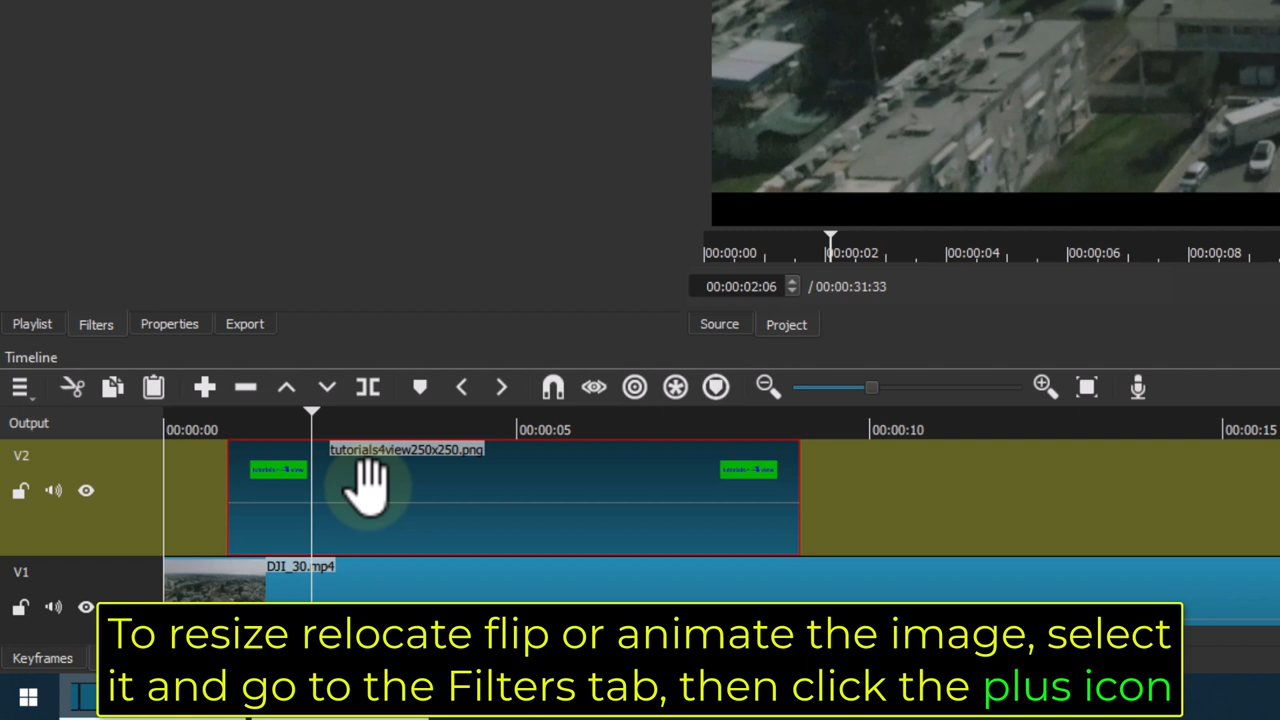 00:00:00 00:00:02 00:00:04 00:00:06 00:00:08
00:00:02:06 / 00:00:31:33
Playlist Filters Properties Export Source Project
Timeline
Output 00:00:00 00:00:05 00:00:10 00:00:15
V2 tutorials4view250x250.png
V1 DJI_30.mp4
To resize relocate flip or animate the image, select
it and go to the Filters tab, then click the plus icon
Keyframes